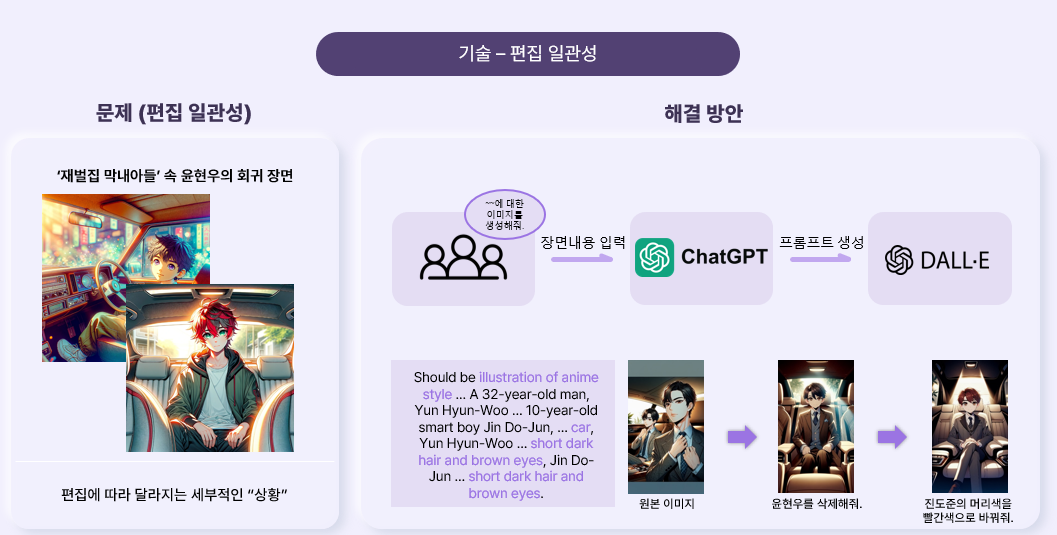 기술 – 편집 일관성
문제 (편집 일관성)
‘재벌집 막내아들’ 속 윤현우의 회귀 장면
편집에 따라 달라지는 세부적인 “상황”
해결 방안
~~에 대한
이미지를
생성해줘.
장면내용 입력
ChatGPT
프롬프트 생성
DALL·E
Should be illustration of anime
style ... A 32-year-old man,
Yun Hyun-Woo ... 10-year-old
smart boy Jin Do-Jun, ... car,
Yun Hyun-Woo ... short dark
hair and brown eyes, Jin Do-
Jun ... short dark hair and
brown eyes.
원본 이미지
윤현우를 삭제해줘.
진도준의 머리색을
빨간색으로 바꿔줘.